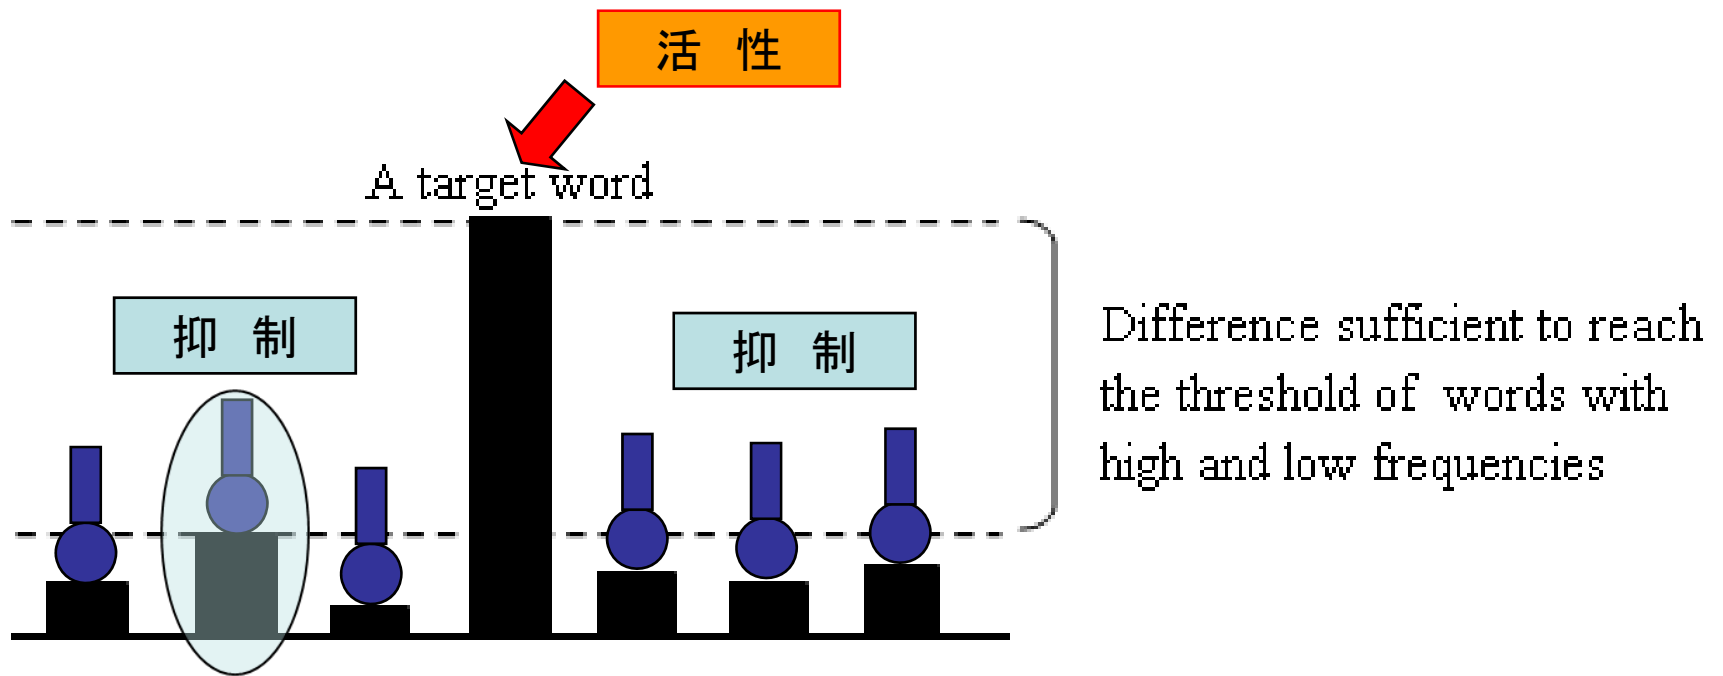 活 性
A target word
抑 制
抑 制
Difference sufficient to reach
the threshold of words with
high and low frequencies